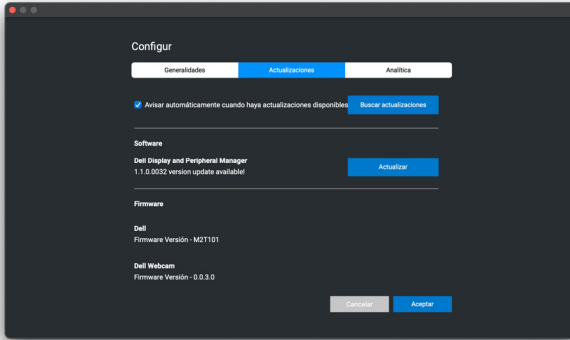 Configur
Generalidades
Actualizaciones
Analítica
Avisar automáticamente cuando haya actualizaciones disponibles
Buscar actualizaciones
Software
Dell Display and Peripheral Manager
1.1.0.0032 version update available!
Actualizar
Firmware
Dell
Firmware Versión - M2T101
Dell Webcam
Firmware Versión - 0.0.3.0
Cancelar
Aceptar